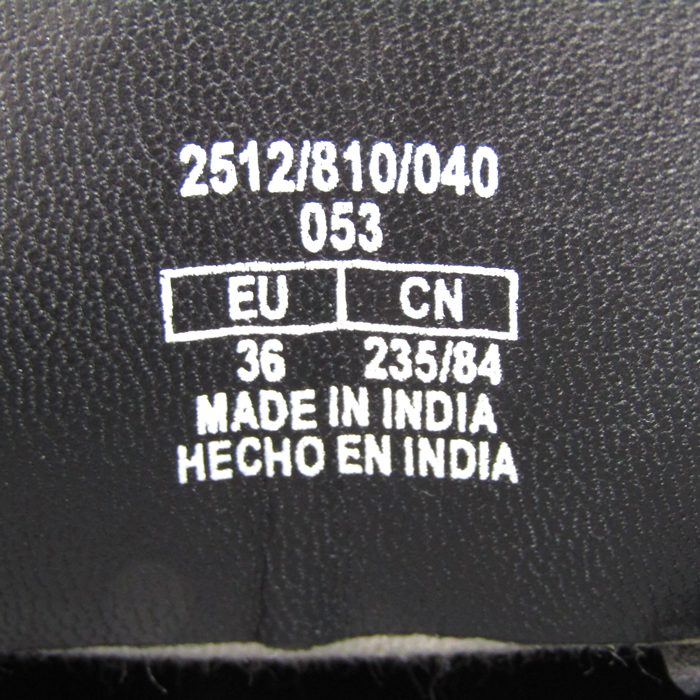 2512/810/040
053
EU CN
36 235/84
MADE IN INDIA
HECHO EN INDIA